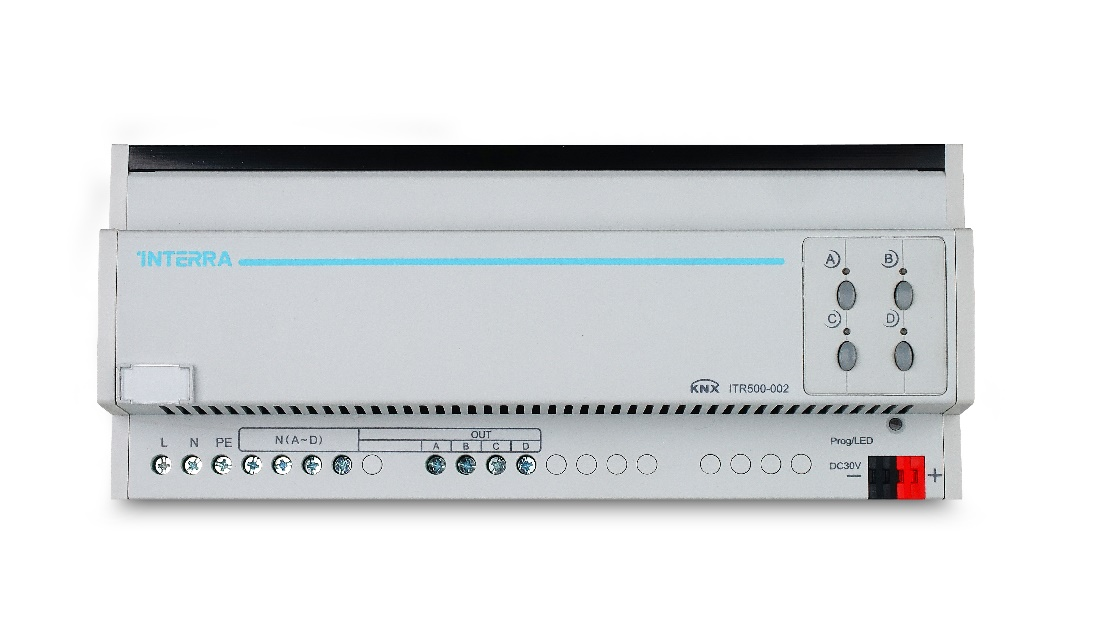 INTERRA
A B
C D
KNX ITR500-002
L N PE N(A~D) OUT
A B C D
Prog/LED
DC30V
− +